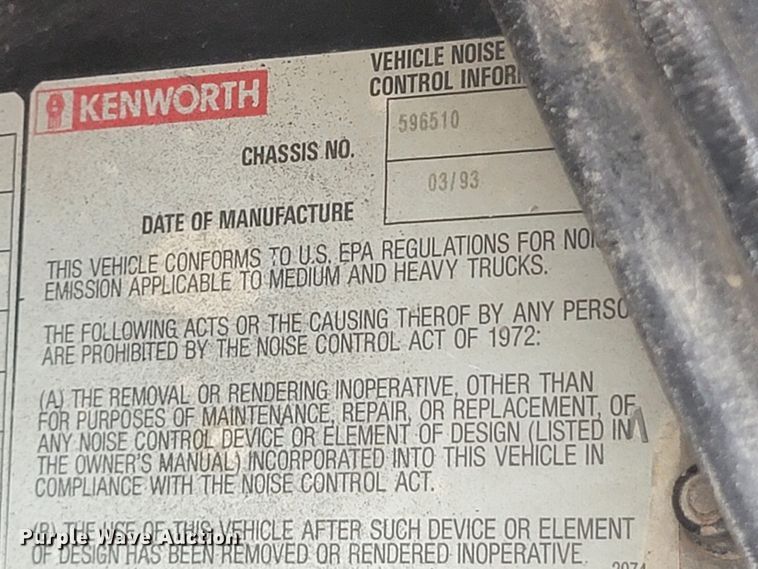 KENWORTH
VEHICLE NOISE
CONTROL
CHASSIS NO.
596510
DATE OF MANUFACTURE
03/93
THIS VEHICLE CONFORMS TO U.S. EPA REGULATIONS FOR
EMISSION APPLICABLE TO MEDIUM AND HEAVY TRUCKS.
THE FOLLOWING ACTS OR THE CAUSING THEROF BY ANY PERSO
ARE PROHIBITED BY THE NOISE CONTROL ACT OF 1972:
(A) THE REMOVAL OR RENDERING INOPERATIVE, OTHER THAN
FOR PURPOSES OF MAINTENANCE, REPAIR, OR REPLACEMENT, OF
ANY NOISE CONTROL DEVICE OR ELEMENT OF DESIGN (LISTED IN
THE OWNER'S MANUAL) INCORPORATED INTO THIS VEHICLE IN
COMPLIANCE WITH THE NOISE CONTROL ACT.
(B) THE USE OF THIS VEHICLE AFTER SUCH DEVICE OR ELEMENT
OF DESIGN HAS BEEN REMOVED OR RENDERED INOPERATIVE.
Purple Wave Auction